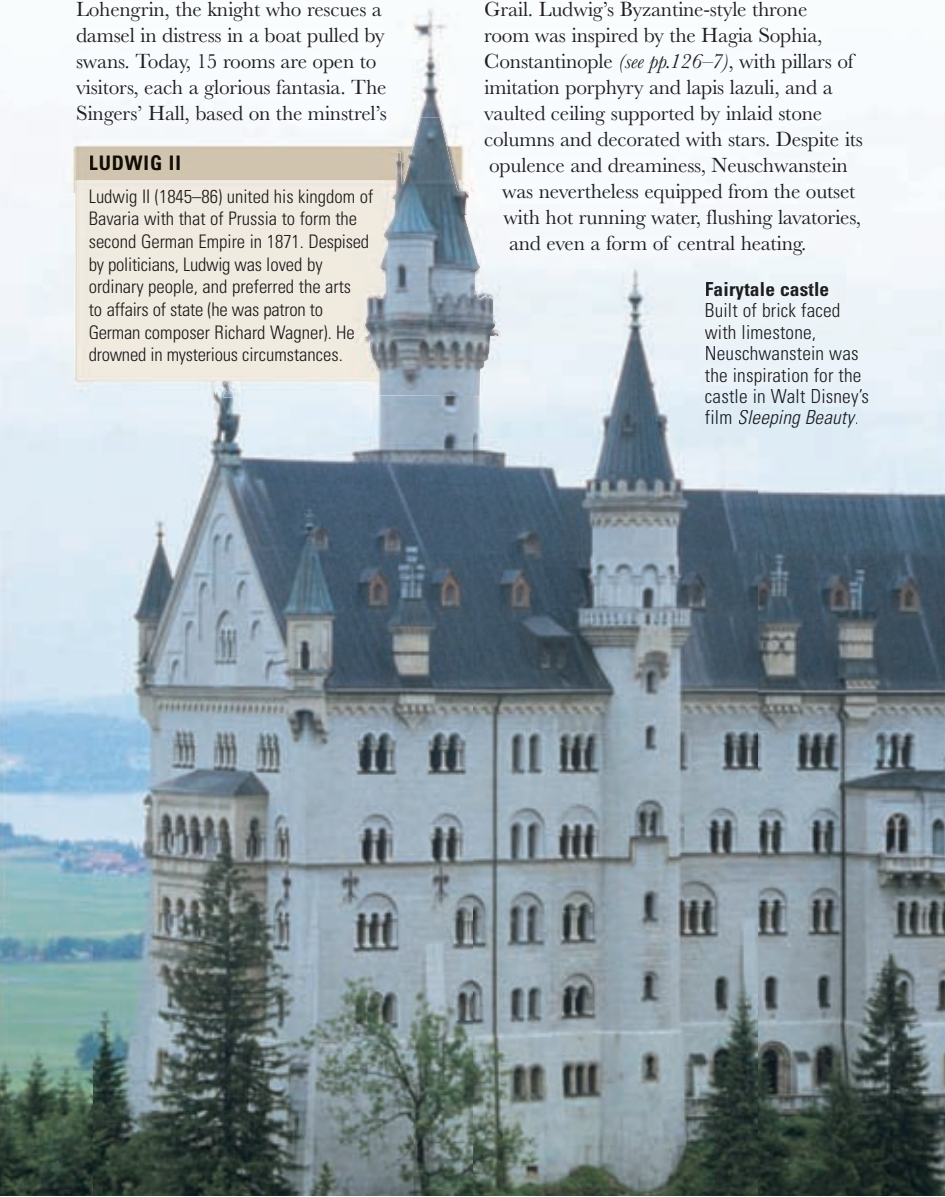 Lohengrin, the knight who rescues a
damsel in distress in a boat pulled by
swans. Today, 15 rooms are open to
visitors, each a glorious fantasia. The
Singers’ Hall, based on the minstrel’s
Grail. Ludwig’s Byzantine-style throne
room was inspired by the Hagia Sophia,
Constantinople (see pp.126–7), with pillars of
imitation porphyry and lapis lazuli, and a
vaulted ceiling supported by inlaid stone
columns and decorated with stars. Despite its
opulence and dreaminess, Neuschwanstein
was nevertheless equipped from the outset
with hot running water, flushing lavatories,
and even a form of central heating.
LUDWIG II
Ludwig II (1845–86) united his kingdom of
Bavaria with that of Prussia to form the
second German Empire in 1871. Despised
by politicians, Ludwig was loved by
ordinary people, and preferred the arts
to affairs of state (he was patron to
German composer Richard Wagner). He
drowned in mysterious circumstances.
Fairytale castle
Built of brick faced
with limestone,
Neuschwanstein was
the inspiration for the
castle in Walt Disney’s
film Sleeping Beauty.